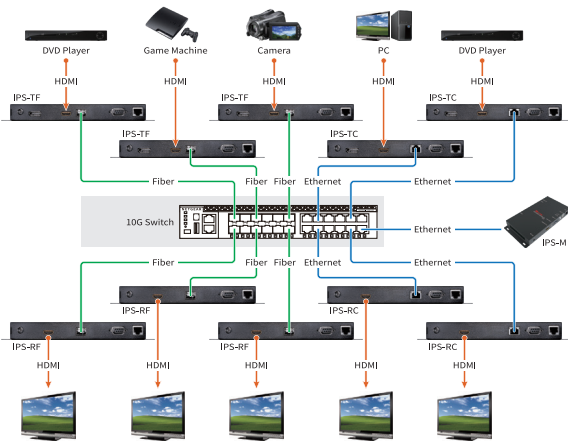 DVD Player Game Machine Camera PC DVD Player
HDMI HDMI HDMI HDMI HDMI
IPS-TF IPS-TF IPS-TC
IPS-TF IPS-TC
Fiber Fiber Fiber Ethernet Ethernet
10G Switch
Ethernet
IPS-M
Fiber Fiber Fiber Ethernet Ethernet
IPS-RF IPS-RC
IPS-RF IPS-RF IPS-RC
HDMI HDMI HDMI HDMI HDMI